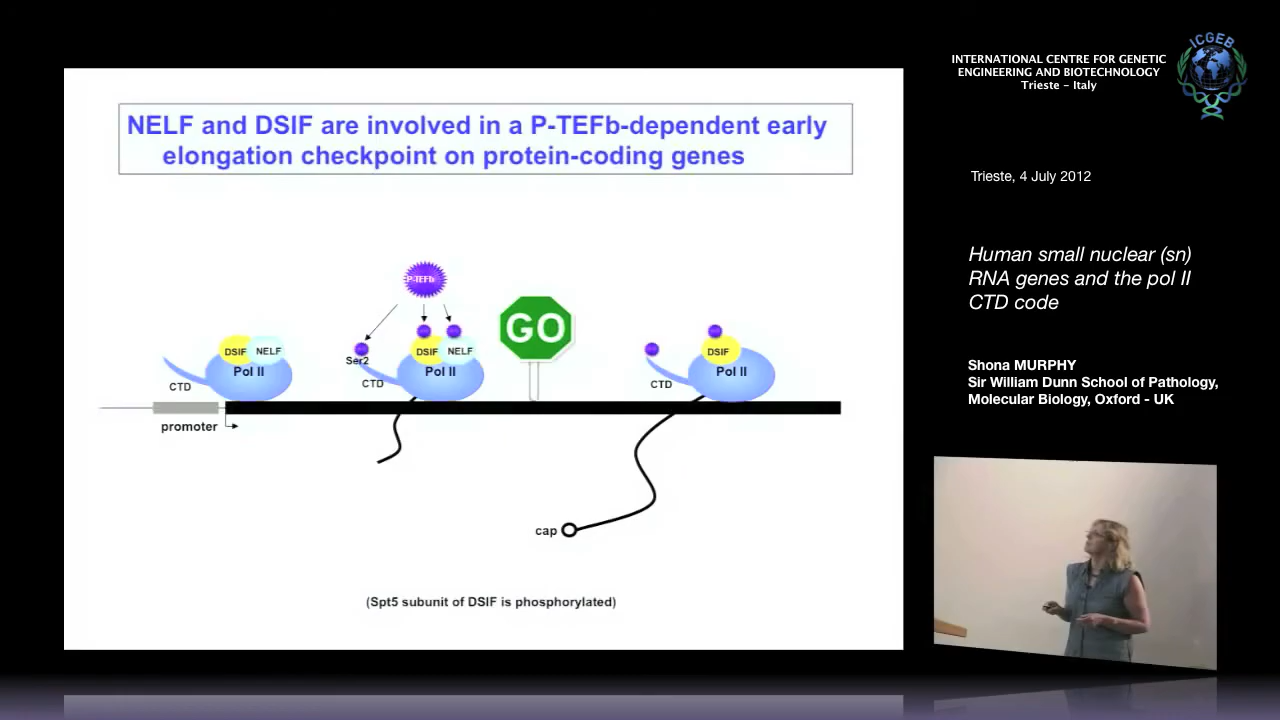 ICGEB
INTERNATIONAL CENTRE FOR GENETIC
ENGINEERING AND BIOTECHNOLOGY
Trieste - Italy
NELF and DSIF are involved in a P-TEFb-dependent early
elongation checkpoint on protein-coding genes
Trieste, 4 July 2012
Human small nuclear (sn)
RNA genes and the pol II
CTD code
Shona MURPHY
Sir William Dunn School of Pathology,
Molecular Biology, Oxford - UK
P-TEFb
GO
DSIF NELF
Pol II
CTD
promoter
Ser2
DSIF NELF
Pol II
CTD
DSIF
Pol II
CTD
cap
(Spt5 subunit of DSIF is phosphorylated)